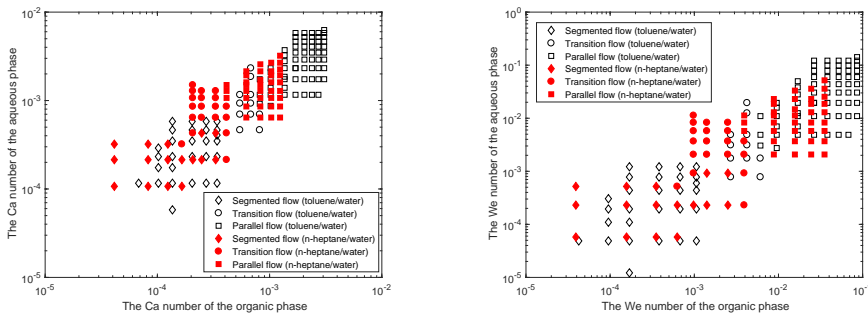 10^-2
10^-3
10^-4
10^-5
The Ca number of the aqueous phase
Segmented flow (toluene/water)
Transition flow (toluene/water)
Parallel flow (toluene/water)
Segmented flow (n-heptane/water)
Transition flow (n-heptane/water)
Parallel flow (n-heptane/water)
10^-5
10^-4
10^-3
10^-2
The Ca number of the organic phase
10^0
10^-1
10^-2
10^-3
10^-4
10^-5
The We number of the aqueous phase
Segmented flow (toluene/water)
Transition flow (toluene/water)
Parallel flow (toluene/water)
Segmented flow (n-heptane/water)
Transition flow (n-heptane/water)
Parallel flow (n-heptane/water)
10^-5
10^-4
10^-3
10^-2
The We number of the organic phase